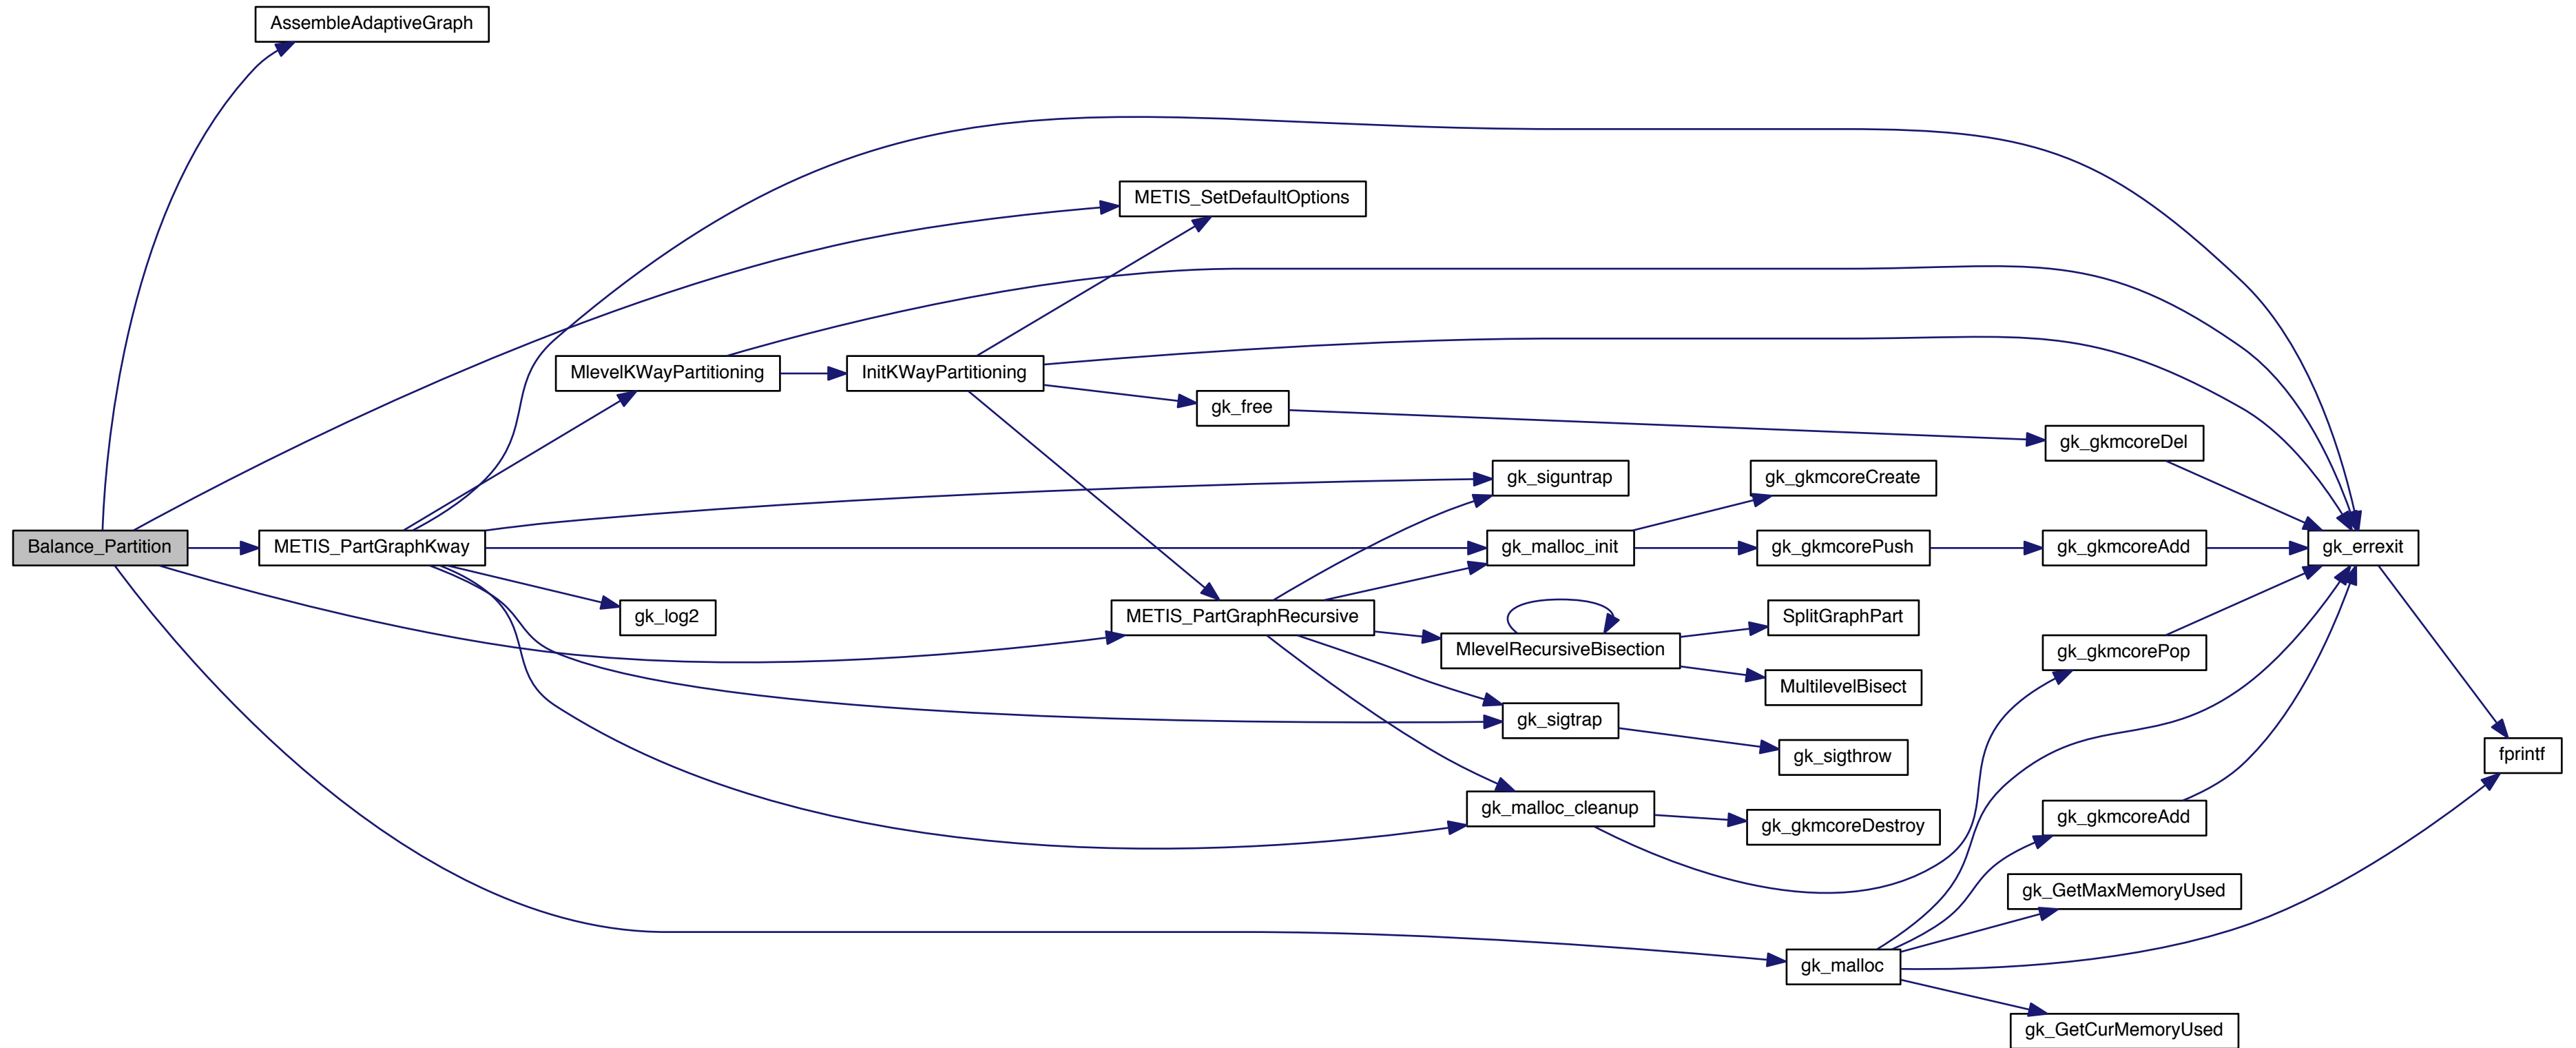 AssembleAdaptiveGraph
METIS_SetDefaultOptions
MlevelKWayPartitioning
InitKWayPartitioning
gk_free
gk_gkmcoreDel
gk_siguntrap
gk_gkmcoreCreate
Balance_Partition
METIS_PartGraphKway
gk_malloc_init
gk_gkmcorePush
gk_gkmcoreAdd
gk_errexit
gk_log2
METIS_PartGraphRecursive
SplitGraphPart
MlevelRecursiveBisection
gk_gkmcorePop
MultilevelBisect
gk_sigtrap
gk_sigthrow
fprintf
gk_malloc_cleanup
gk_gkmcoreDestroy
gk_gkmcoreAdd
gk_GetMaxMemoryUsed
gk_malloc
gk_GetCurMemoryUsed